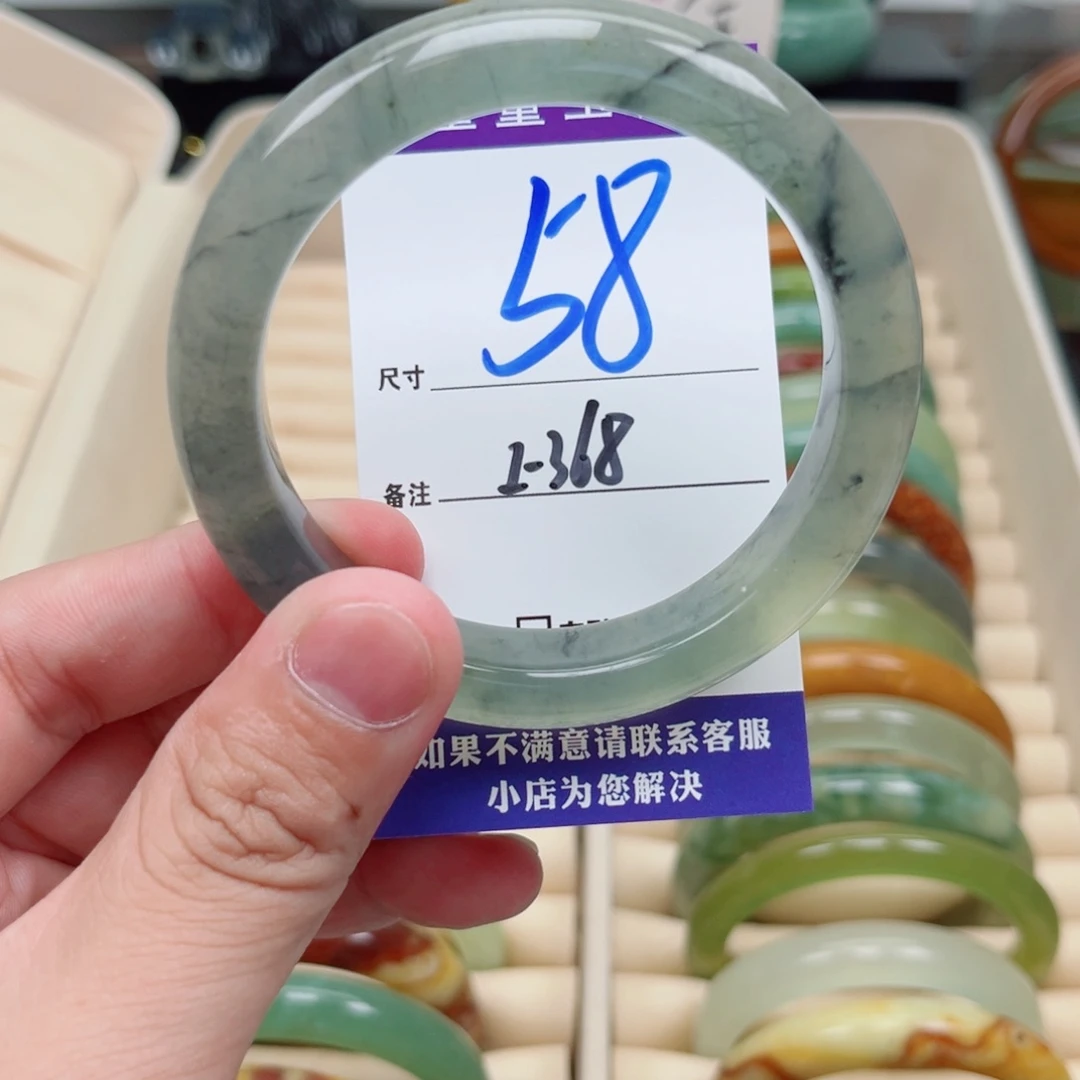 58
尺寸
1-368
备注
如果不满意请联系客服
小店为您解决